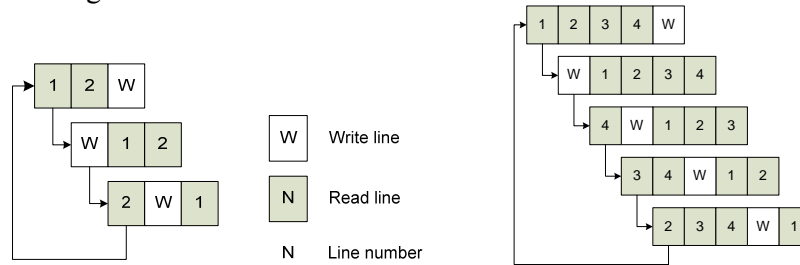 1 2 W
W 1 2
2 W 1
W Write line
N Read line
N Line number
1 2 3 4 W
W 1 2 3 4
4 W 1 2 3
3 4 W 1 2
2 3 4 W 1